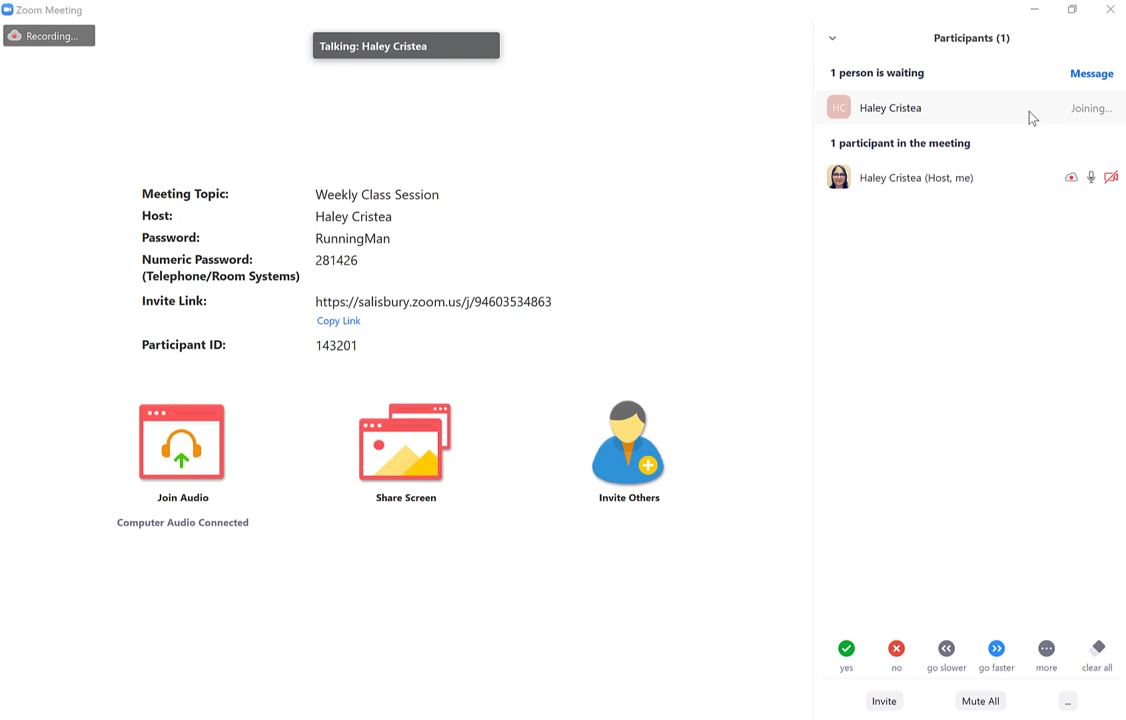 Zoom Meeting
Recording...
Talking: Haley Cristea
Meeting Topic: Weekly Class Session
Host: Haley Cristea
Password: RunningMan
Numeric Password: 281426
(Telephone/Room Systems)
Invite Link: https://salisbury.zoom.us/j/94603534863
Copy Link
Participant ID: 143201
Join Audio
Share Screen
Invite Others
Computer Audio Connected
Participants (1)
1 person is waiting Message
HC Haley Cristea Joining...
1 participant in the meeting
Haley Cristea (Host, me)
yes no go slower go faster more clear all
Invite Mute All ...